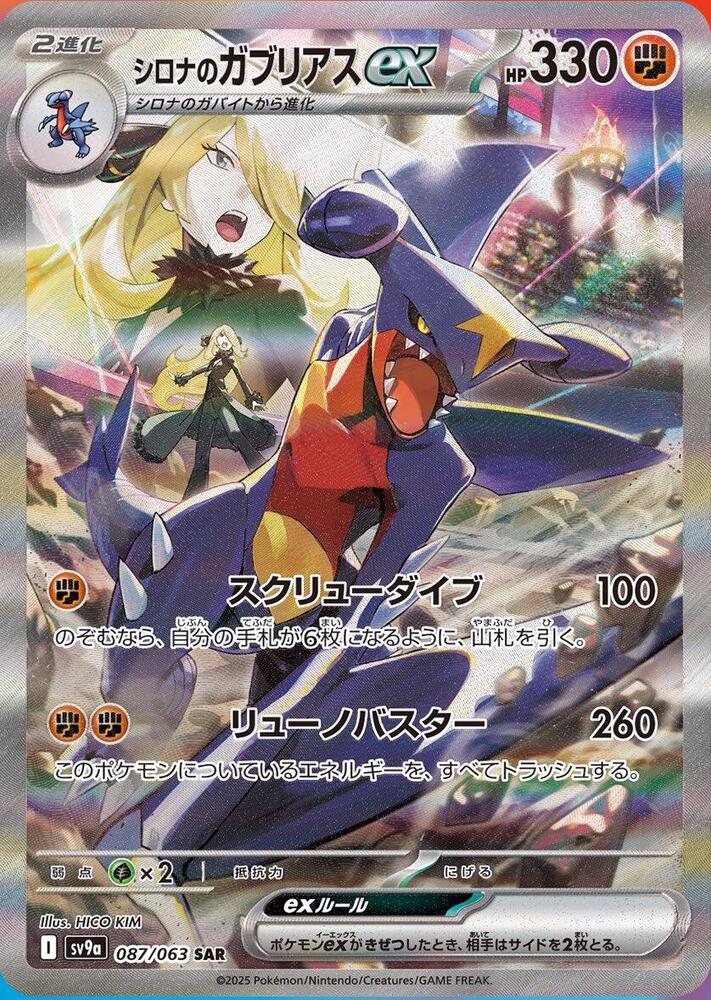 2進化
シロナのガブリアスex
HP330
シロナのガバイトから進化
スクリューダイブ 100
のぞむなら、自分の手札が6枚になるように、山札を引く。
リューノバスター 260
このポケモンについているエネルギーを、すべてトラッシュする。
弱点 ×2 抵抗力 にげる
exルール
ポケモンexがきぜつしたとき、相手はサイドを2枚とる。
Illus. HICO KIM
I sv9a 087/063 SAR
©2025 Pokémon/Nintendo/Creatures/GAME FREAK.